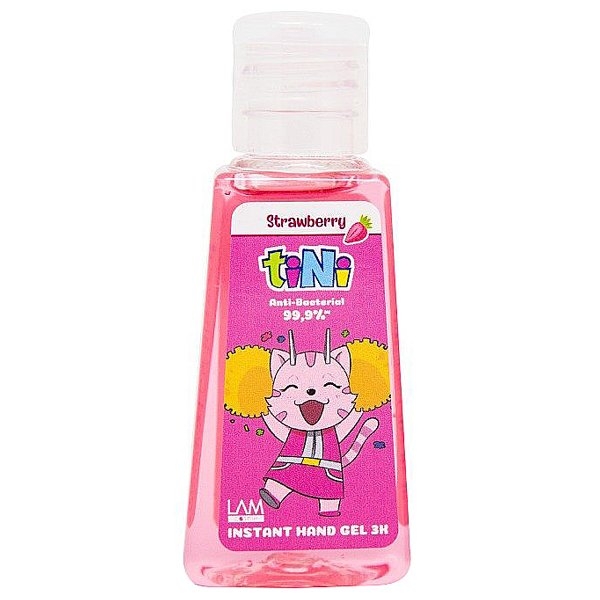 Strawberry
tiNi
Anti-Bacterial
99,9%**
LAM
INSTANT HAND GEL 3K